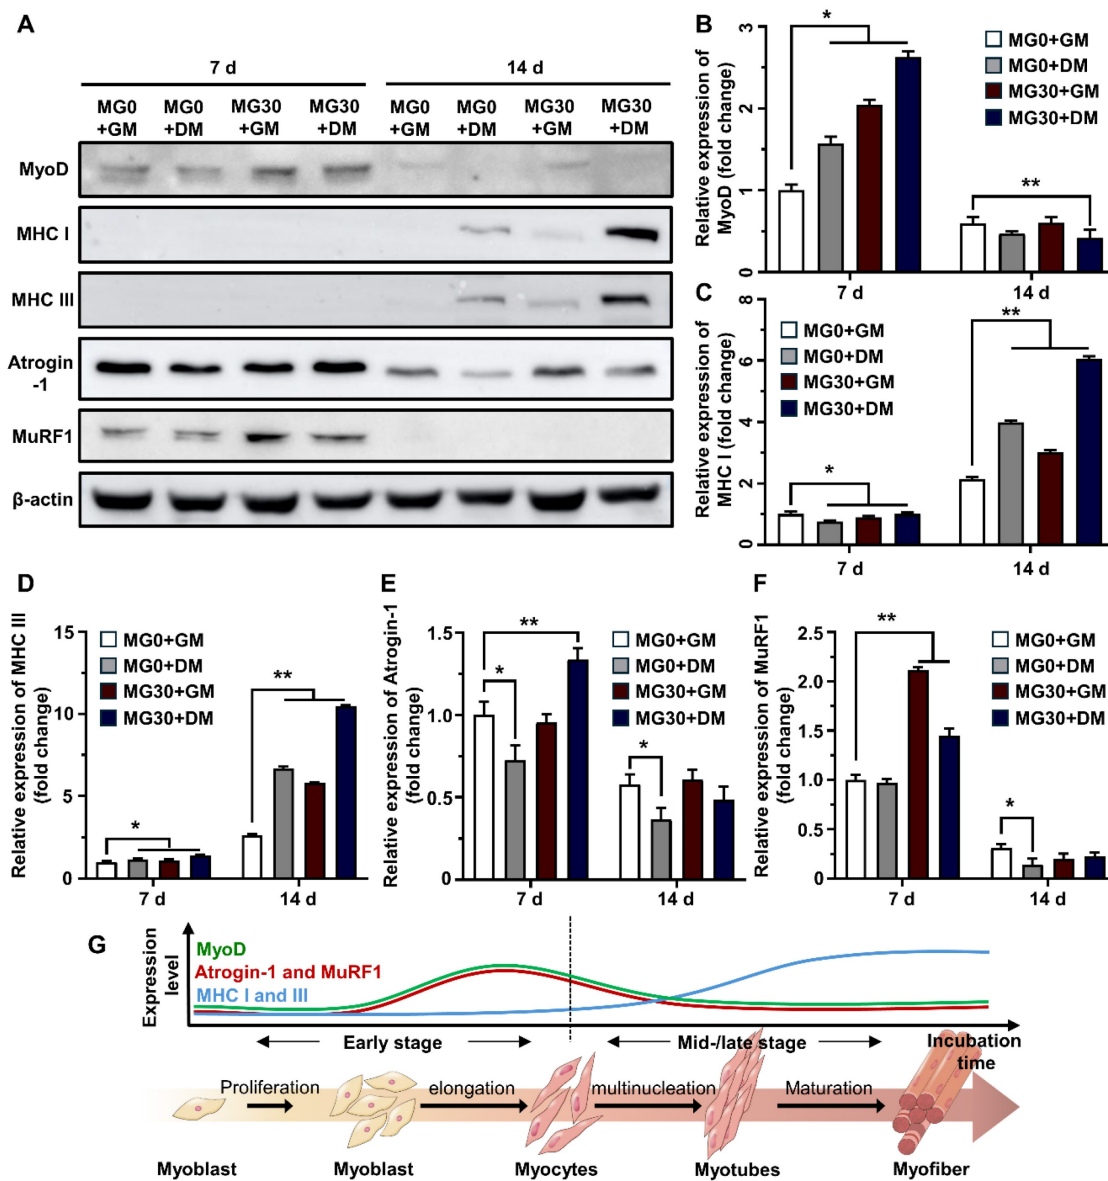 A
7 d
14 d
MG0 +GM
MG0 +DM
MG30 +GM
MG30 +DM
MG0 +GM
MG0 +DM
MG30 +GM
MG30 +DM
MyoD
MHC I
MHC III
Atrogin
-1
MuRF1
β-actin
B
Relative expression of
MyoD (fold change)
3
2
1
0
*
**
MG0+GM
MG0+DM
MG30+GM
MG30+DM
7 d
14 d
C
Relative expression of
MHC I (fold change)
8
6
4
2
0
*
**
MG0+GM
MG0+DM
MG30+GM
MG30+DM
7 d
14 d
D
Relative expression of MHC III
(fold change)
15
10
5
0
*
**
MG0+GM
MG0+DM
MG30+GM
MG30+DM
7 d
14 d
E
Relative expression of Atrogin-1
(fold change)
1.5
1.0
0.5
0
*
**
*
MG0+GM
MG0+DM
MG30+GM
MG30+DM
7 d
14 d
F
Relative expression of MuRF1
(fold change)
2.5
2.0
1.5
1.0
0.5
0
**
*
MG0+GM
MG0+DM
MG30+GM
MG30+DM
7 d
14 d
G
Expression
level
MyoD
Atrogin-1 and MuRF1
MHC I and III
Early stage
Mid-/late stage
Incubation
time
Proliferation
elongation
multinucleation
Maturation
Myoblast
Myoblast
Myocytes
Myotubes
Myofiber